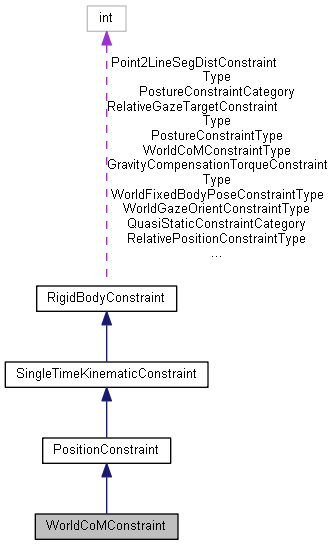 int
Point2LineSegDistConstraint
Type
PostureConstraintCategory
RelativeGazeTargetConstraint
Type
PostureConstraintType
WorldCoMConstraintType
GravityCompensationTorqueConstraint
Type
WorldFixedBodyPoseConstraintType
WorldGazeOrientConstraintType
QuasiStaticConstraintCategory
RelativePositionConstraintType
...
RigidBodyConstraint
SingleTimeKinematicConstraint
PositionConstraint
WorldCoMConstraint